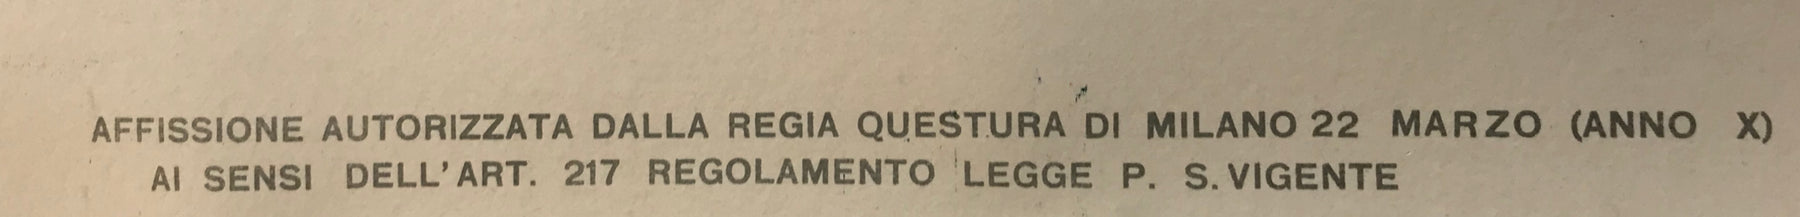 AFFISSIONE AUTORIZZATA DALLA REGIA QUESTURA DI MILANO 22 MARZO (ANNO X)
AI SENSI DELL'ART. 217 REGOLAMENTO LEGGE P. S. VIGENTE